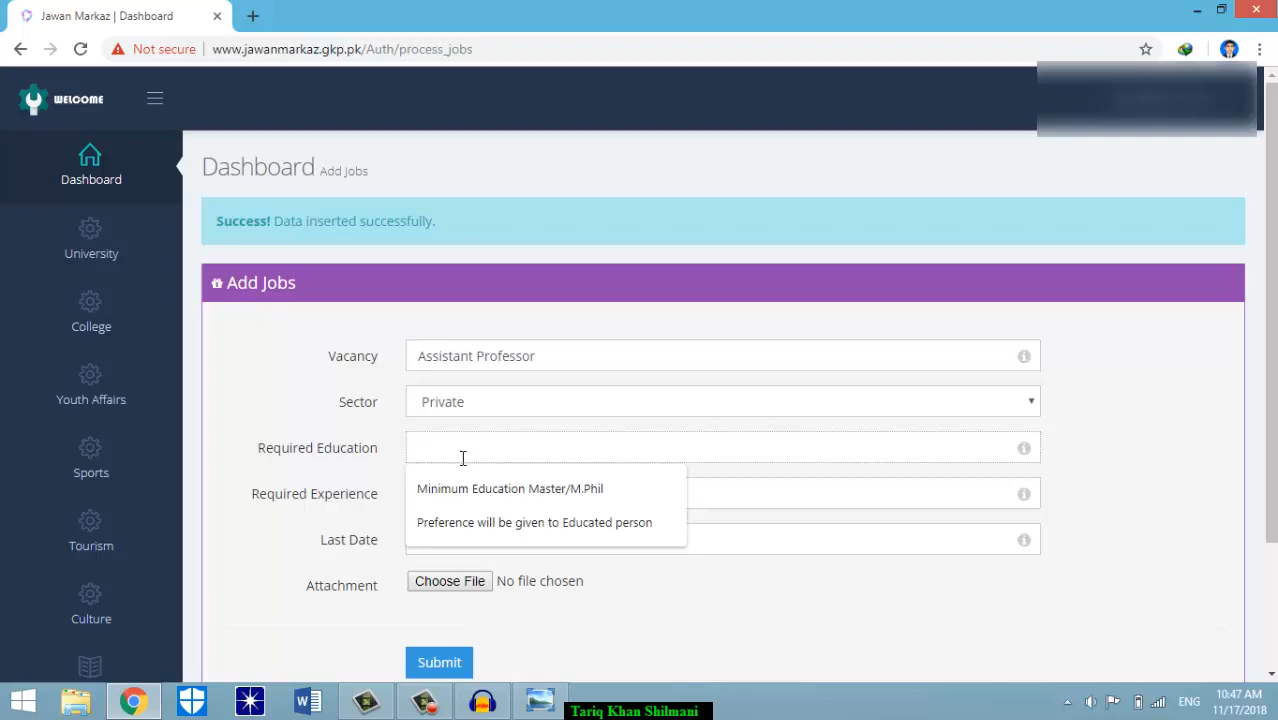 Jawan Markaz | Dashboard
Not secure | www.jawanmarkaz.gkp.pk/Auth/process_jobs
WELCOME
Dashboard
University
College
Youth Affairs
Sports
Tourism
Culture
Dashboard Add Jobs
Success! Data inserted successfully.
Add Jobs
Vacancy Assistant Professor
Sector Private
Required Education
Minimum Education Master/M.Phil
Preference will be given to Educated person
Required Experience
Last Date
Attachment Choose File No file chosen
Submit
ENG
10:47 AM
11/17/2018
Tariq Khan Shilmani